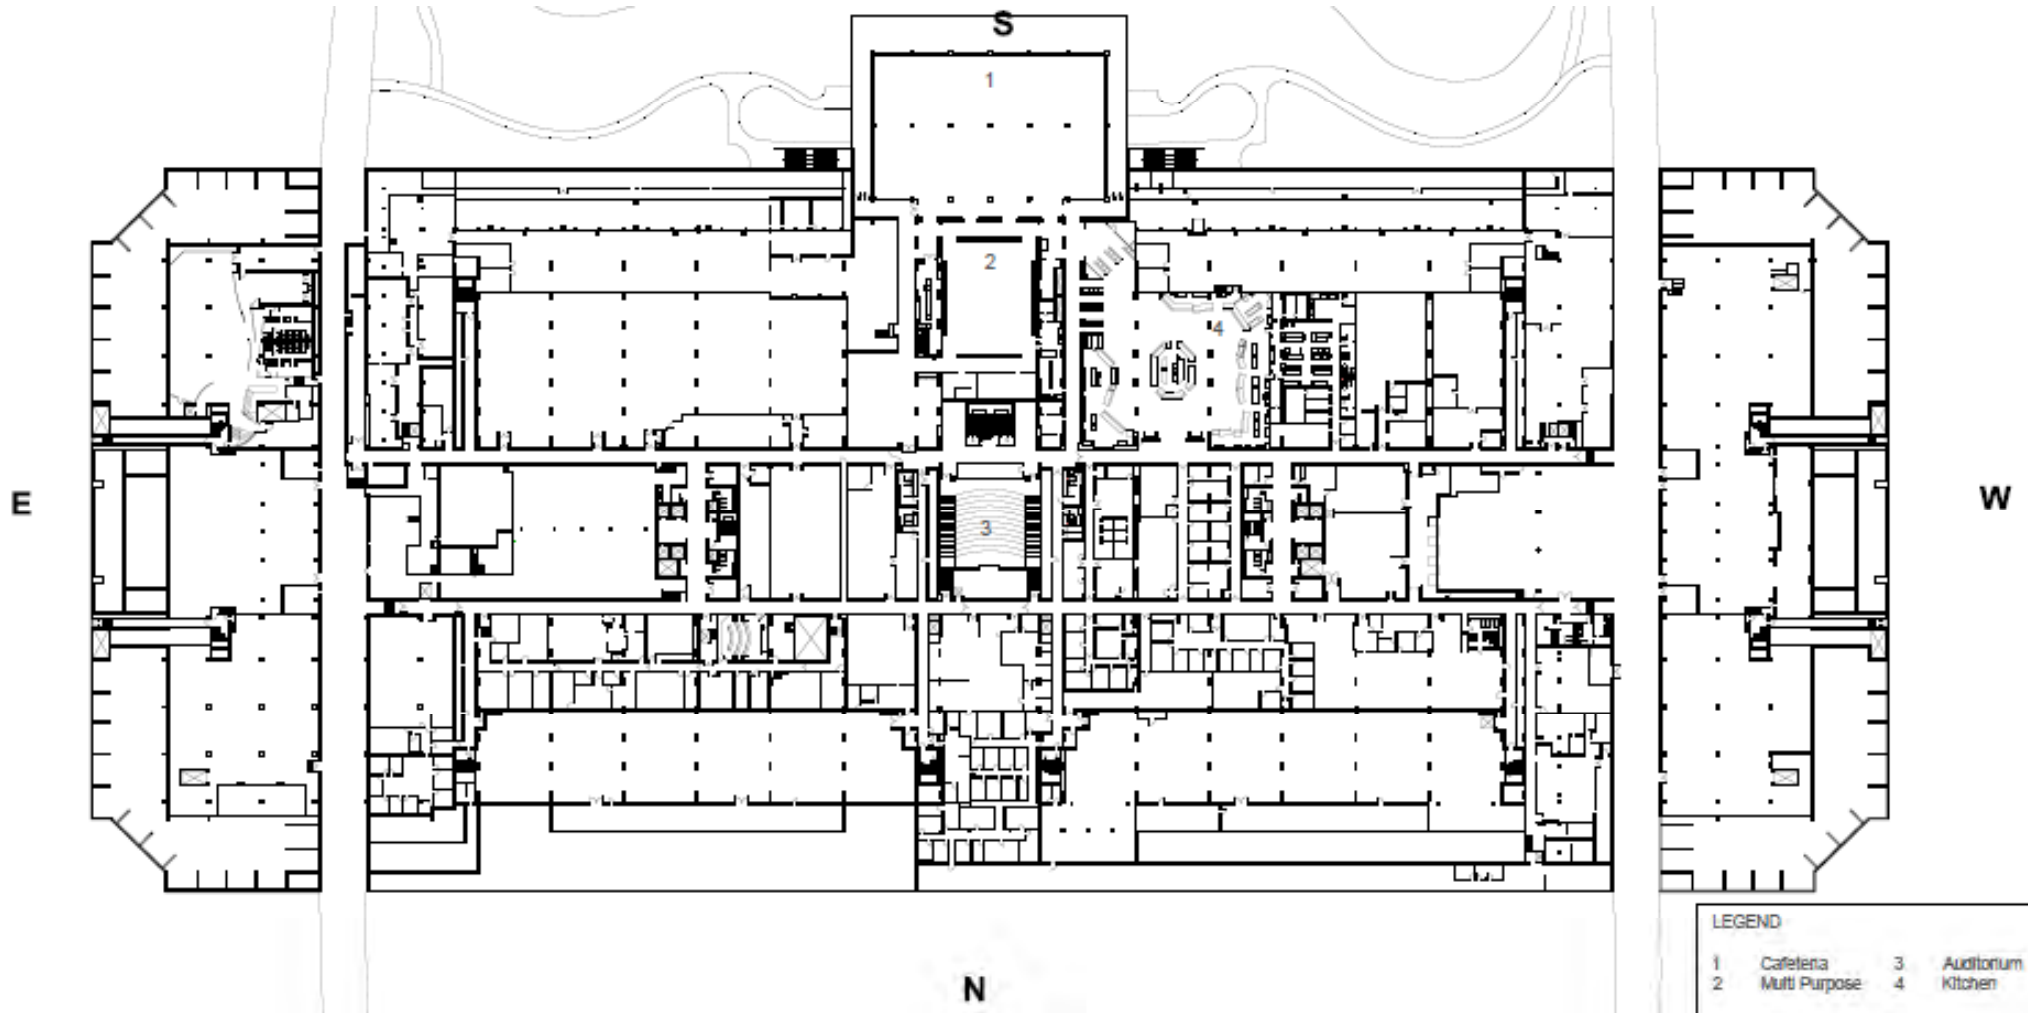 S
1
2
4
E
W
3
LEGEND
1 Cafeteria 3 Auditorium
2 Multi Purpose 4 Kitchen
N